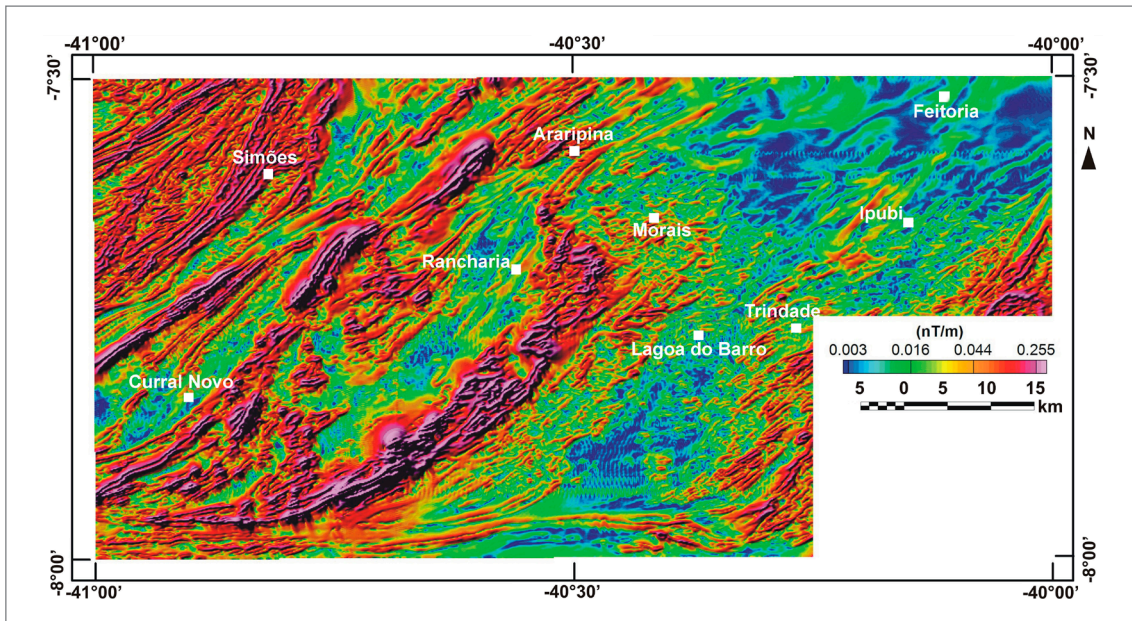 -41°00' -40°30' -40°00'
-7°30' -7°30'
Feitoria
N
Araripina
Simões
Ipubi
Morais
Rancharia
Trindade
(nT/m)
Lagoa do Barro
0.003 0.016 0.044 0.255
Curral Novo
5 0 5 10 15
km
-8°00' -8°00'
-41°00' -40°30' -40°00'